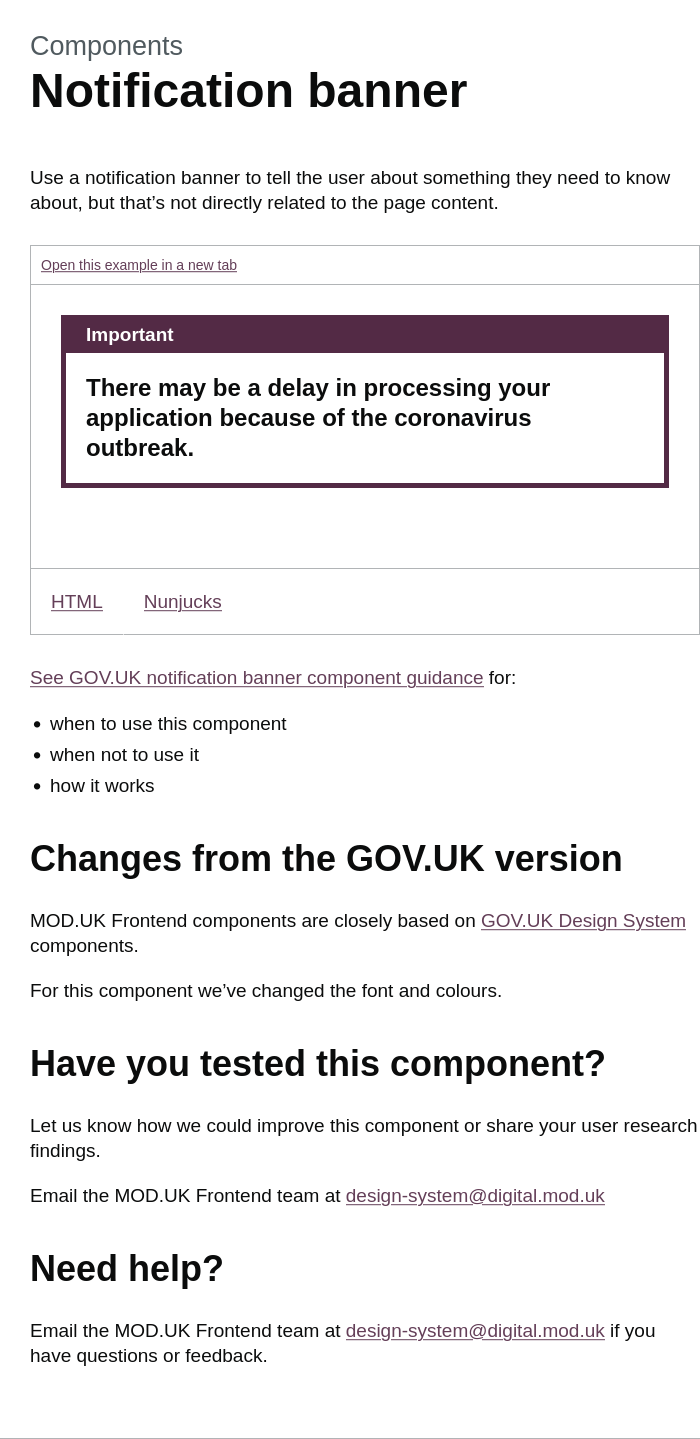 Components
Notification banner
Use a notification banner to tell the user about something they need to know
about, but that’s not directly related to the page content.
Open this example in a new tab
Important
There may be a delay in processing your
application because of the coronavirus
outbreak.
HTML Nunjucks
See GOV.UK notification banner component guidance for:
• when to use this component
• when not to use it
• how it works
Changes from the GOV.UK version
MOD.UK Frontend components are closely based on GOV.UK Design System
components.
For this component we’ve changed the font and colours.
Have you tested this component?
Let us know how we could improve this component or share your user research
findings.
Email the MOD.UK Frontend team at design-system@digital.mod.uk
Need help?
Email the MOD.UK Frontend team at design-system@digital.mod.uk if you
have questions or feedback.